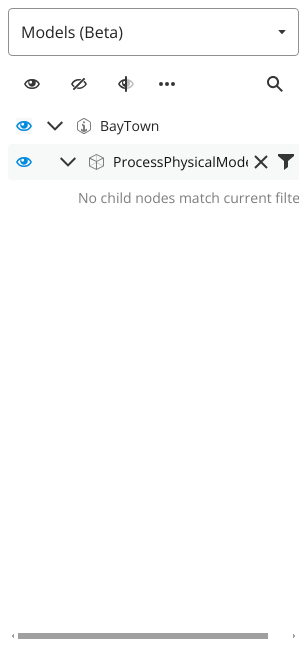 Models (Beta)
BayTown
ProcessPhysicalMode
No child nodes match current filte